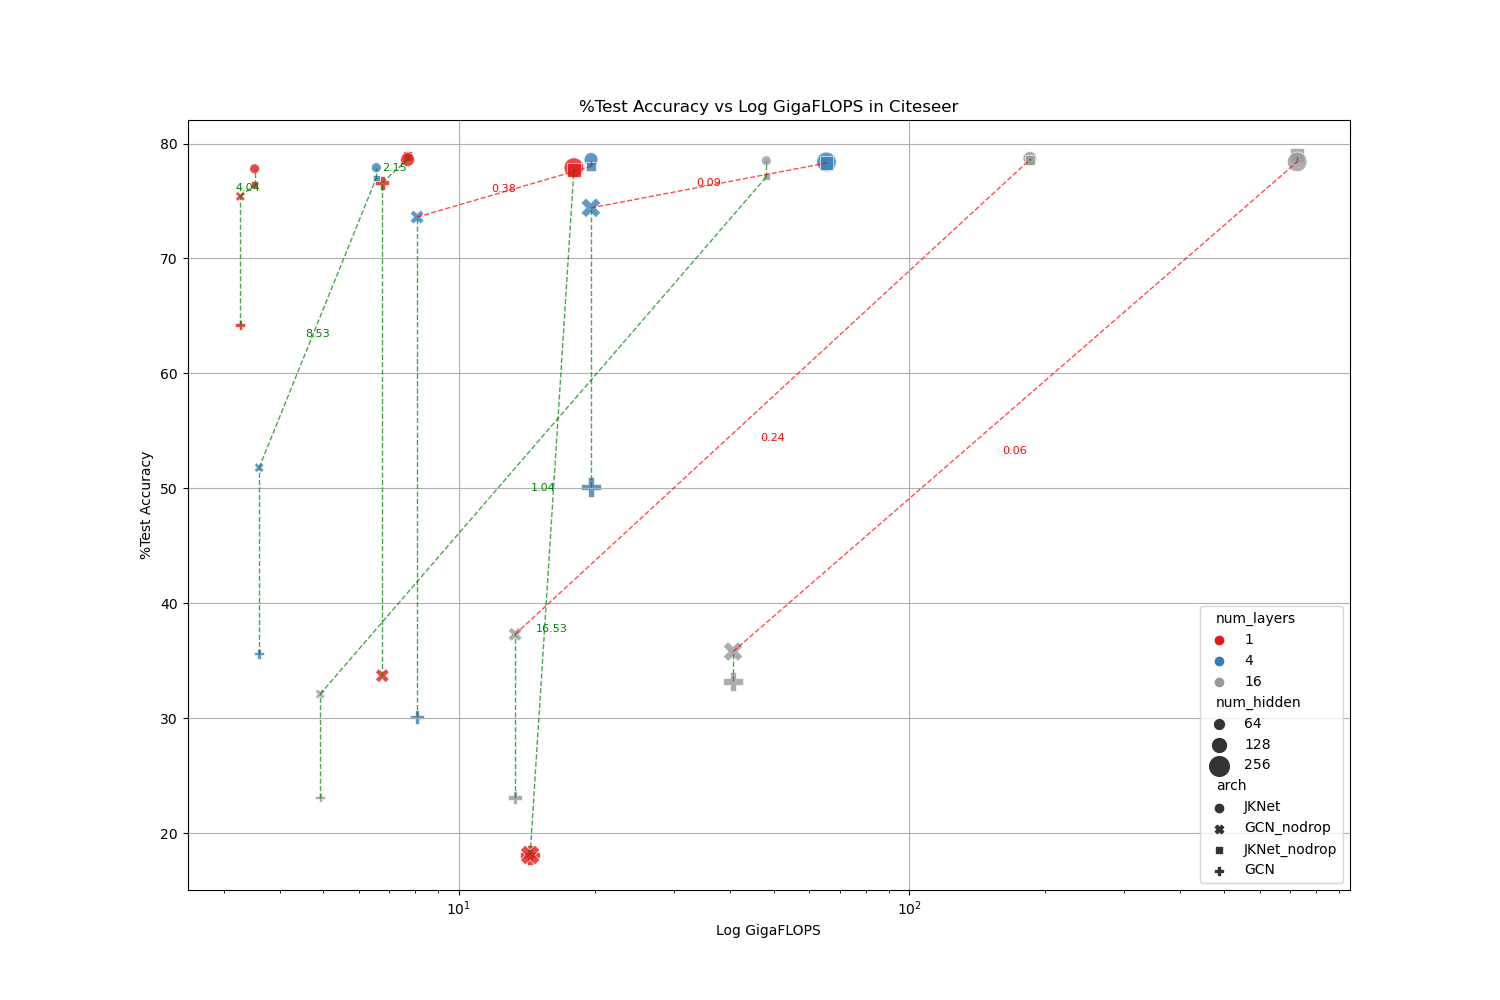 %Test Accuracy vs Log GigaFLOPS in Citeseer
80
70
60
50
40
30
20
%Test Accuracy
4.04
2.15
0.38
0.09
8.53
0.24
0.06
1.04
16.53
num_layers
1
4
16
num_hidden
64
128
256
arch
JKNet
GCN_nodrop
JKNet_nodrop
GCN
10¹
10²
Log GigaFLOPS